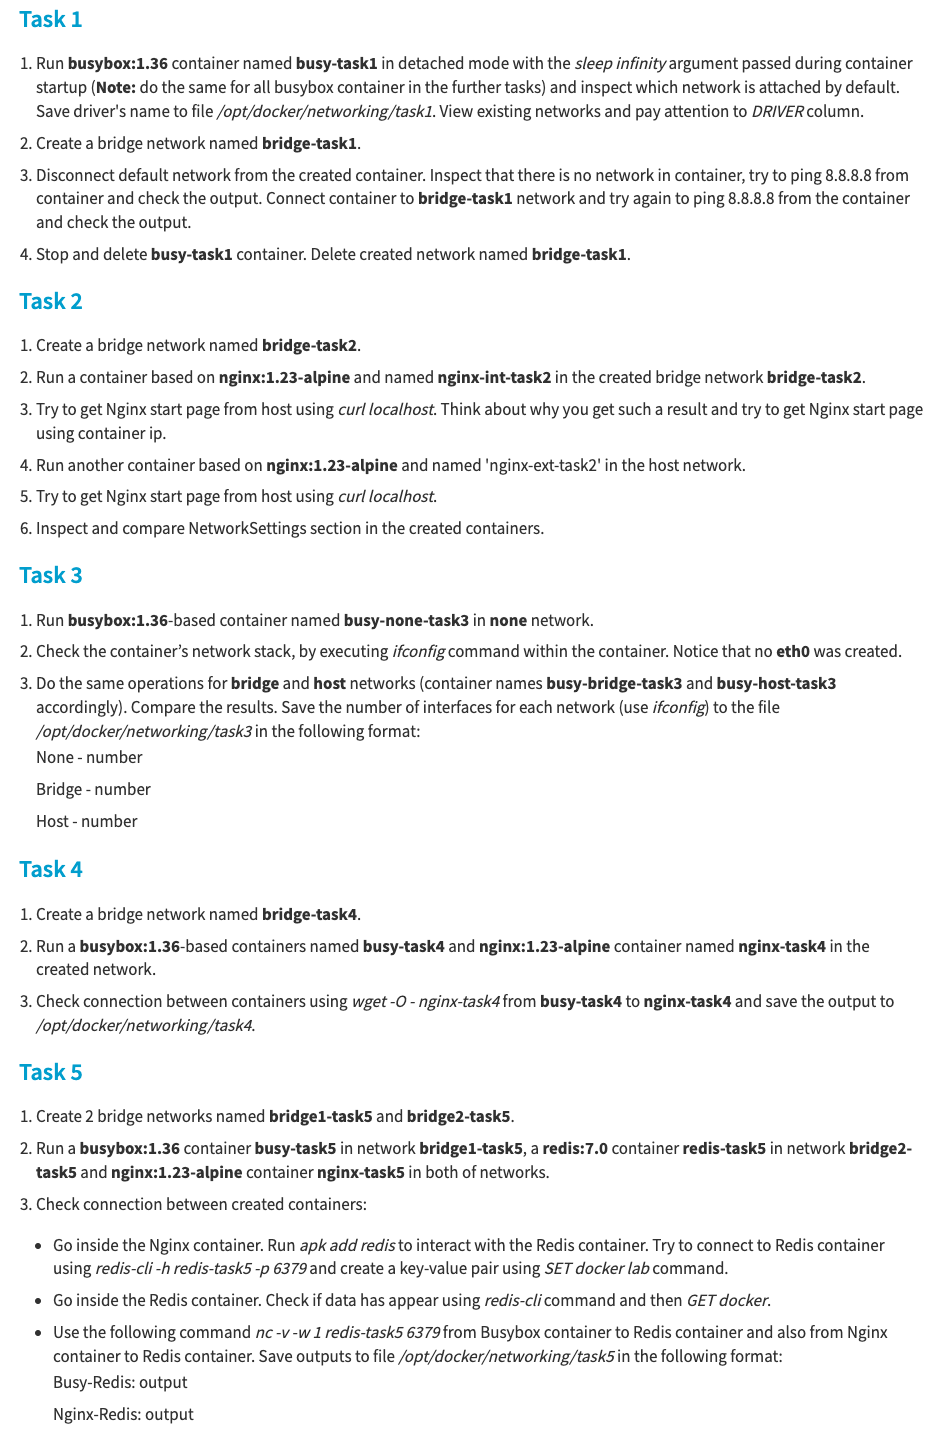 Task 1
1. Run busybox:1.36 container named busy-task1 in detached mode with the sleep infinity argument passed during container
startup (Note: do the same for all busybox container in the further tasks) and inspect which network is attached by default.
Save driver's name to file /opt/docker/networking/task1. View existing networks and pay attention to DRIVER column.
2. Create a bridge network named bridge-task1.
3. Disconnect default network from the created container. Inspect that there is no network in container, try to ping 8.8.8.8 from
container and check the output. Connect container to bridge-task1 network and try again to ping 8.8.8.8 from the container
and check the output.
4. Stop and delete busy-task1 container. Delete created network named bridge-task1.
Task 2
1. Create a bridge network named bridge-task2.
2. Run a container based on nginx:1.23-alpine and named nginx-int-task2 in the created bridge network bridge-task2.
3. Try to get Nginx start page from host using curl localhost. Think about why you get such a result and try to get Nginx start page
using container ip.
4. Run another container based on nginx:1.23-alpine and named 'nginx-ext-task2' in the host network.
5. Try to get Nginx start page from host using curl localhost.
6. Inspect and compare NetworkSettings section in the created containers.
Task 3
1. Run busybox:1.36-based container named busy-none-task3 in none network.
2. Check the container’s network stack, by executing ifconfig command within the container. Notice that no eth0 was created.
3. Do the same operations for bridge and host networks (container names busy-bridge-task3 and busy-host-task3
accordingly). Compare the results. Save the number of interfaces for each network (use ifconfig) to the file
/opt/docker/networking/task3 in the following format:
None - number
Bridge - number
Host - number
Task 4
1. Create a bridge network named bridge-task4.
2. Run a busybox:1.36-based containers named busy-task4 and nginx:1.23-alpine container named nginx-task4 in the
created network.
3. Check connection between containers using wget -O - nginx-task4 from busy-task4 to nginx-task4 and save the output to
/opt/docker/networking/task4.
Task 5
1. Create 2 bridge networks named bridge1-task5 and bridge2-task5.
2. Run a busybox:1.36 container busy-task5 in network bridge1-task5, a redis:7.0 container redis-task5 in network bridge2-
task5 and nginx:1.23-alpine container nginx-task5 in both of networks.
3. Check connection between created containers:
• Go inside the Nginx container. Run apk add redis to interact with the Redis container. Try to connect to Redis container
using redis-cli -h redis-task5 -p 6379 and create a key-value pair using SET docker lab command.
• Go inside the Redis container. Check if data has appear using redis-cli command and then GET docker.
• Use the following command nc -v -w 1 redis-task5 6379 from Busybox container to Redis container and also from Nginx
container to Redis container. Save outputs to file /opt/docker/networking/task5 in the following format:
Busy-Redis: output
Nginx-Redis: output